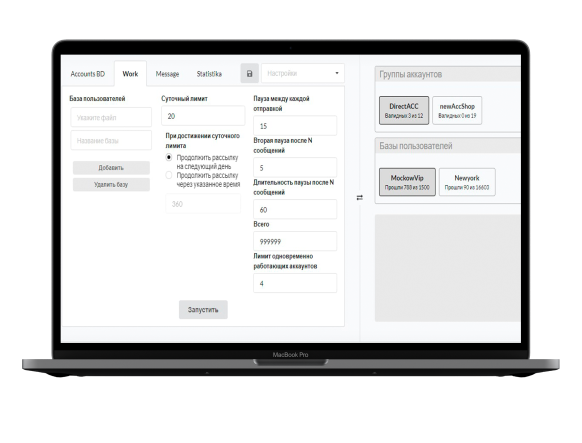 Accounts BD
Work
Message
Statistika
Настройки
База пользователей
Укажите файл
Название базы
Добавить
Удалить базу
Суточный лимит
20
При достижении суточного
лимита
Продолжить рассылку
на следующий день
Продолжить рассылку
через указанное время
360
Пауза между каждой
отправкой
15
Вторая пауза после N
сообщений
5
Длительность паузы после N
сообщений
60
Всего
999999
Лимит одновременно
работающих аккаунтов
4
Запустить
Группы аккаунтов
DirectACC
Валидных 3 из 12
newAccShop
Валидных 0 из 19
Базы пользователей
MockowVip
Прошли 788 из 1500
Newyork
Прошли 90 из 16603
MacBook Pro